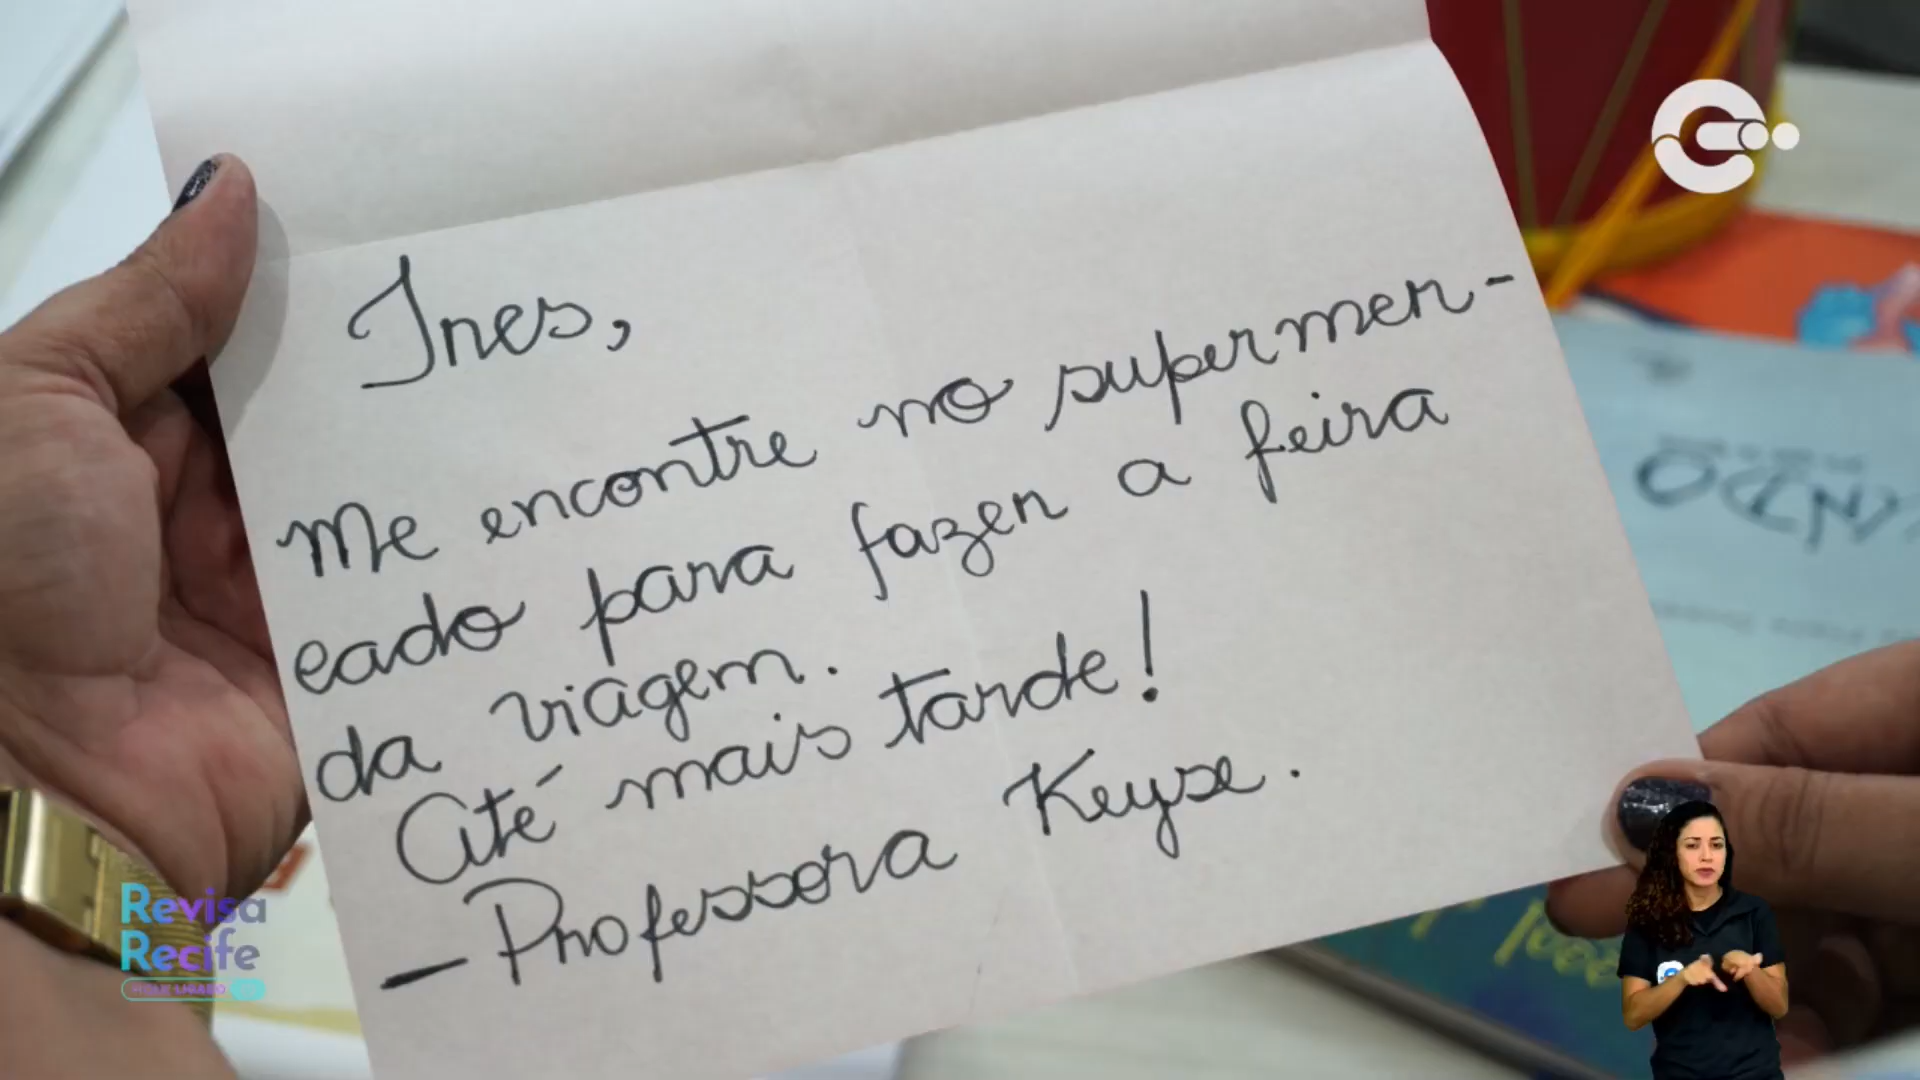 Ines,
Me encontre no supermer-
cado para fazer a feira
da viagem.
Até mais tarde!
- Professora Keyse.
Revisa
Recife